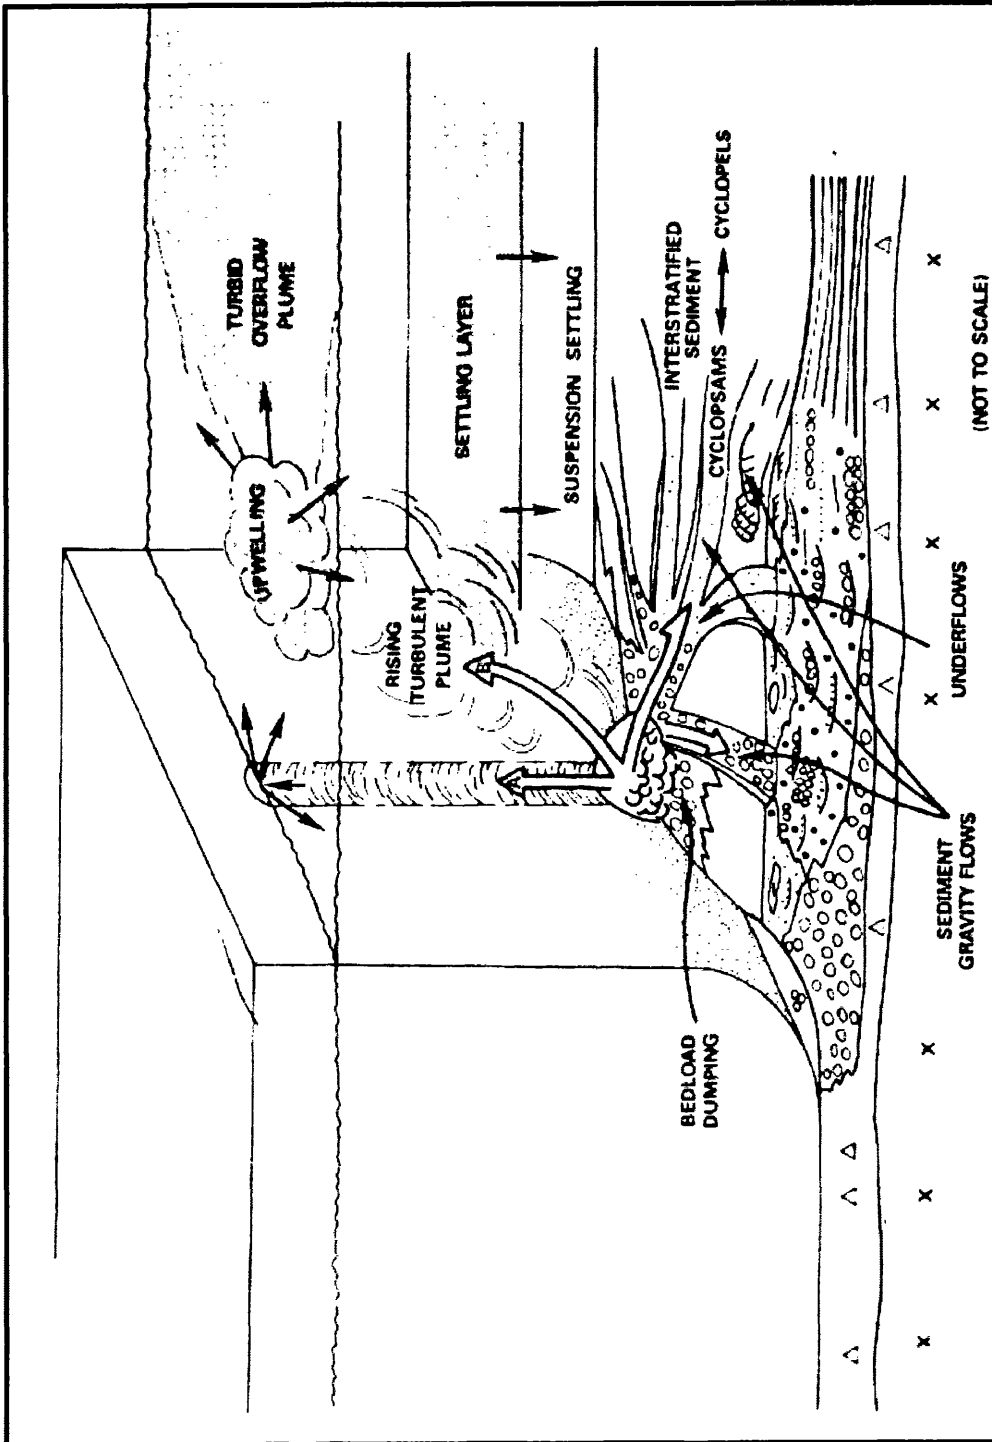 TURBID
OVERFLOW
PLUME
UPWELLING
RISING
TURBULENT
PLUME
A
B
SETTLING LAYER
SUSPENSION SETTLING
INTERSTRATIFIED
SEDIMENT
CYCLOPSAMS
CYCLOPELS
BEDLOAD
DUMPING
SEDIMENT
GRAVITY FLOWS
UNDERFLOWS
(NOT TO SCALE)